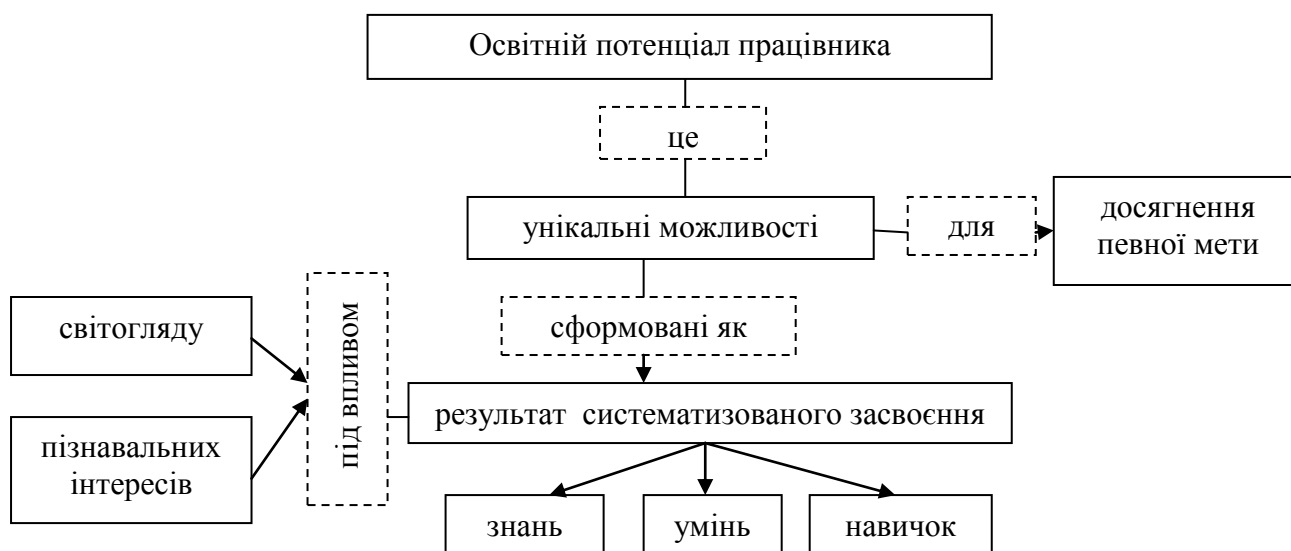 Освітній потенціал працівника
це
унікальні можливості
для
досягнення
певної мети
сформовані як
світогляду
під впливом
результат систематизованого засвоєння
пізнавальних
інтересів
знань
умінь
навичок